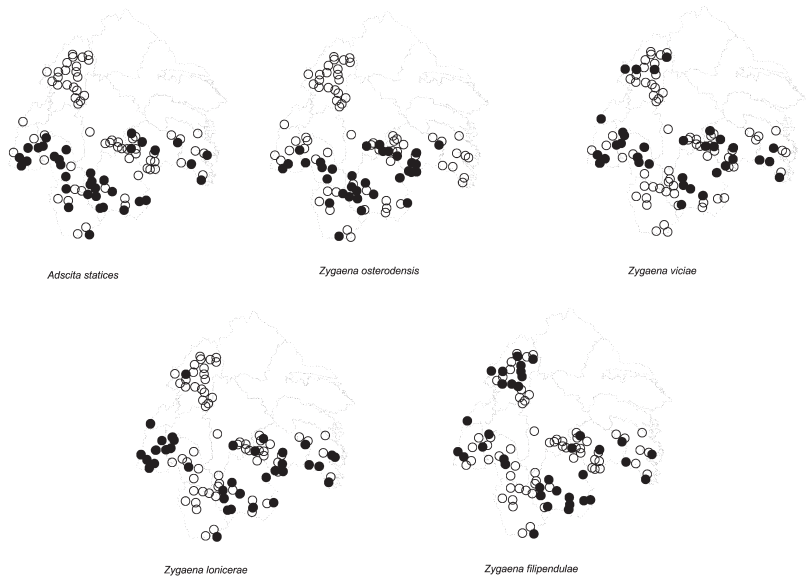 Adscita statices
Zygaena osterodensis
Zygaena viciae
Zygaena lonicerae
Zygaena filipendulae